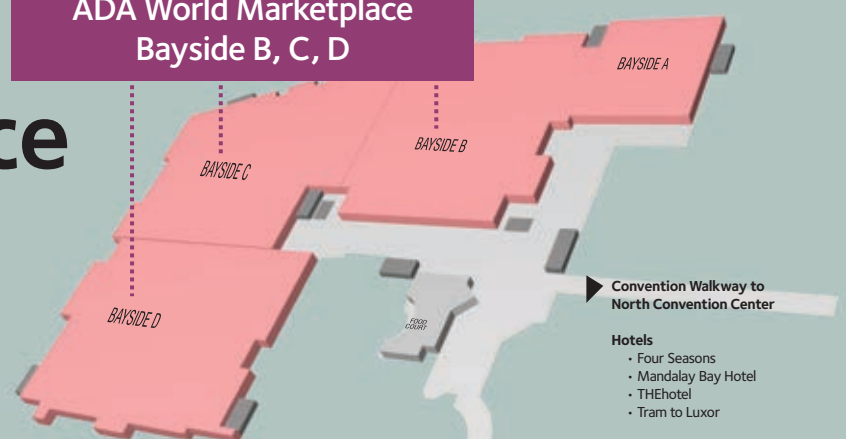 ADA World Marketplace
Bayside B, C, D
ce
BAYSIDE A
BAYSIDE B
BAYSIDE C
BAYSIDE D
FOOD
COURT
Convention Walkway to
North Convention Center
Hotels
• Four Seasons
• Mandalay Bay Hotel
• THEhotel
• Tram to Luxor